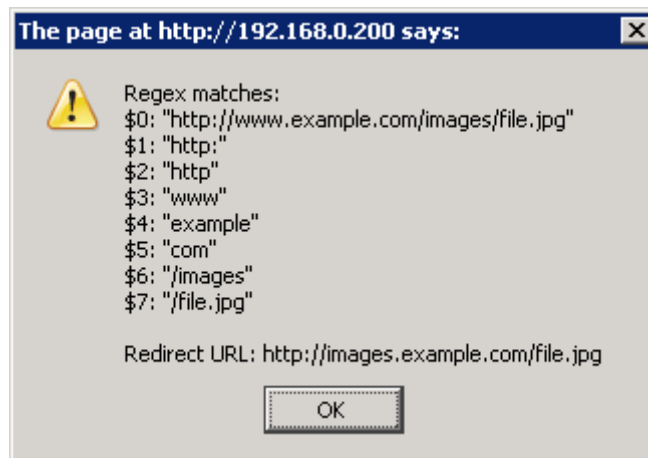 The page at http://192.168.0.200 says:
Regex matches:
$0: "http://www.example.com/images/file.jpg"
$1: "http:"
$2: "http"
$3: "www"
$4: "example"
$5: "com"
$6: "/images"
$7: "/file.jpg"
Redirect URL: http://images.example.com/file.jpg
OK